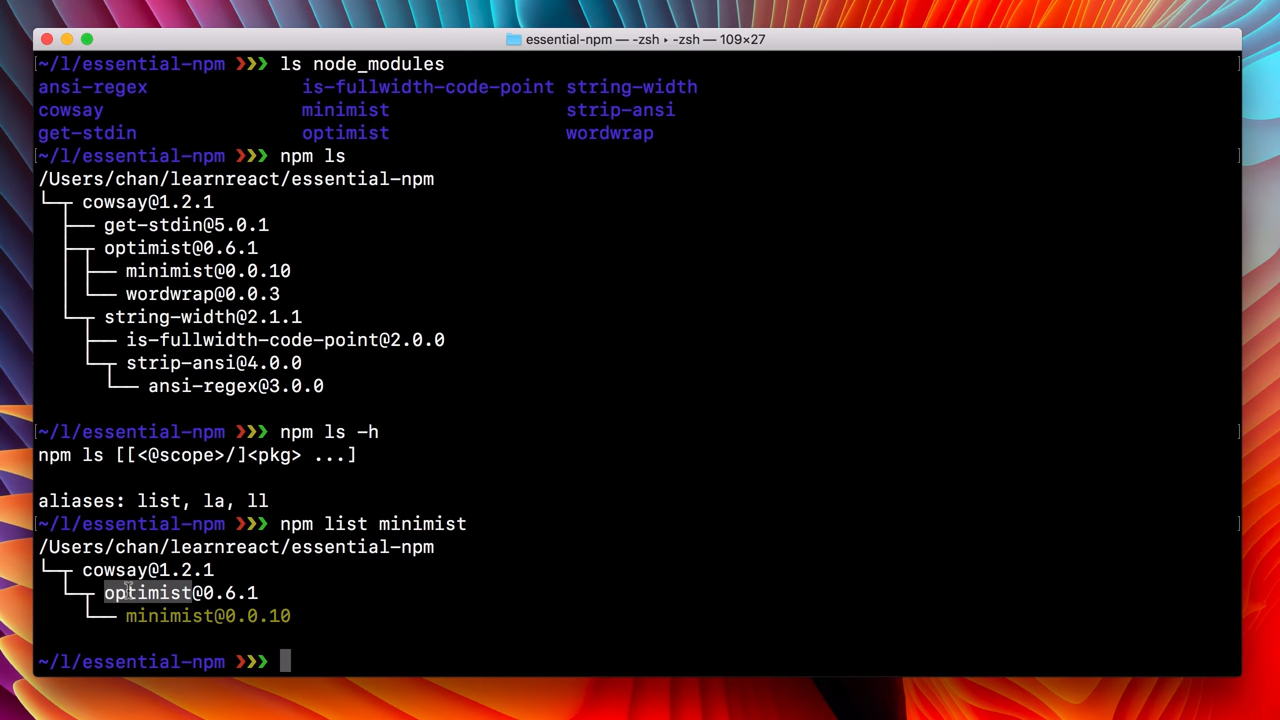 essential-npm — -zsh ▸ -zsh — 109×27
~/l/essential-npm ❯❯❯ ls node_modules
ansi-regex is-fullwidth-code-point string-width
cowsay minimist strip-ansi
get-stdin optimist wordwrap
~/l/essential-npm ❯❯❯ npm ls
/Users/chan/learnreact/essential-npm
└─┬ cowsay@1.2.1
  ├── get-stdin@5.0.1
  ├─┬ optimist@0.6.1
  │ ├── minimist@0.0.10
  │ └── wordwrap@0.0.3
  └─┬ string-width@2.1.1
    ├── is-fullwidth-code-point@2.0.0
    └─┬ strip-ansi@4.0.0
      └── ansi-regex@3.0.0
~/l/essential-npm ❯❯❯ npm ls -h
npm ls [[<@scope>/]<pkg> ...]
aliases: list, la, ll
~/l/essential-npm ❯❯❯ npm list minimist
/Users/chan/learnreact/essential-npm
└─┬ cowsay@1.2.1
  └─┬ optimist@0.6.1
    └── minimist@0.0.10
~/l/essential-npm ❯❯❯